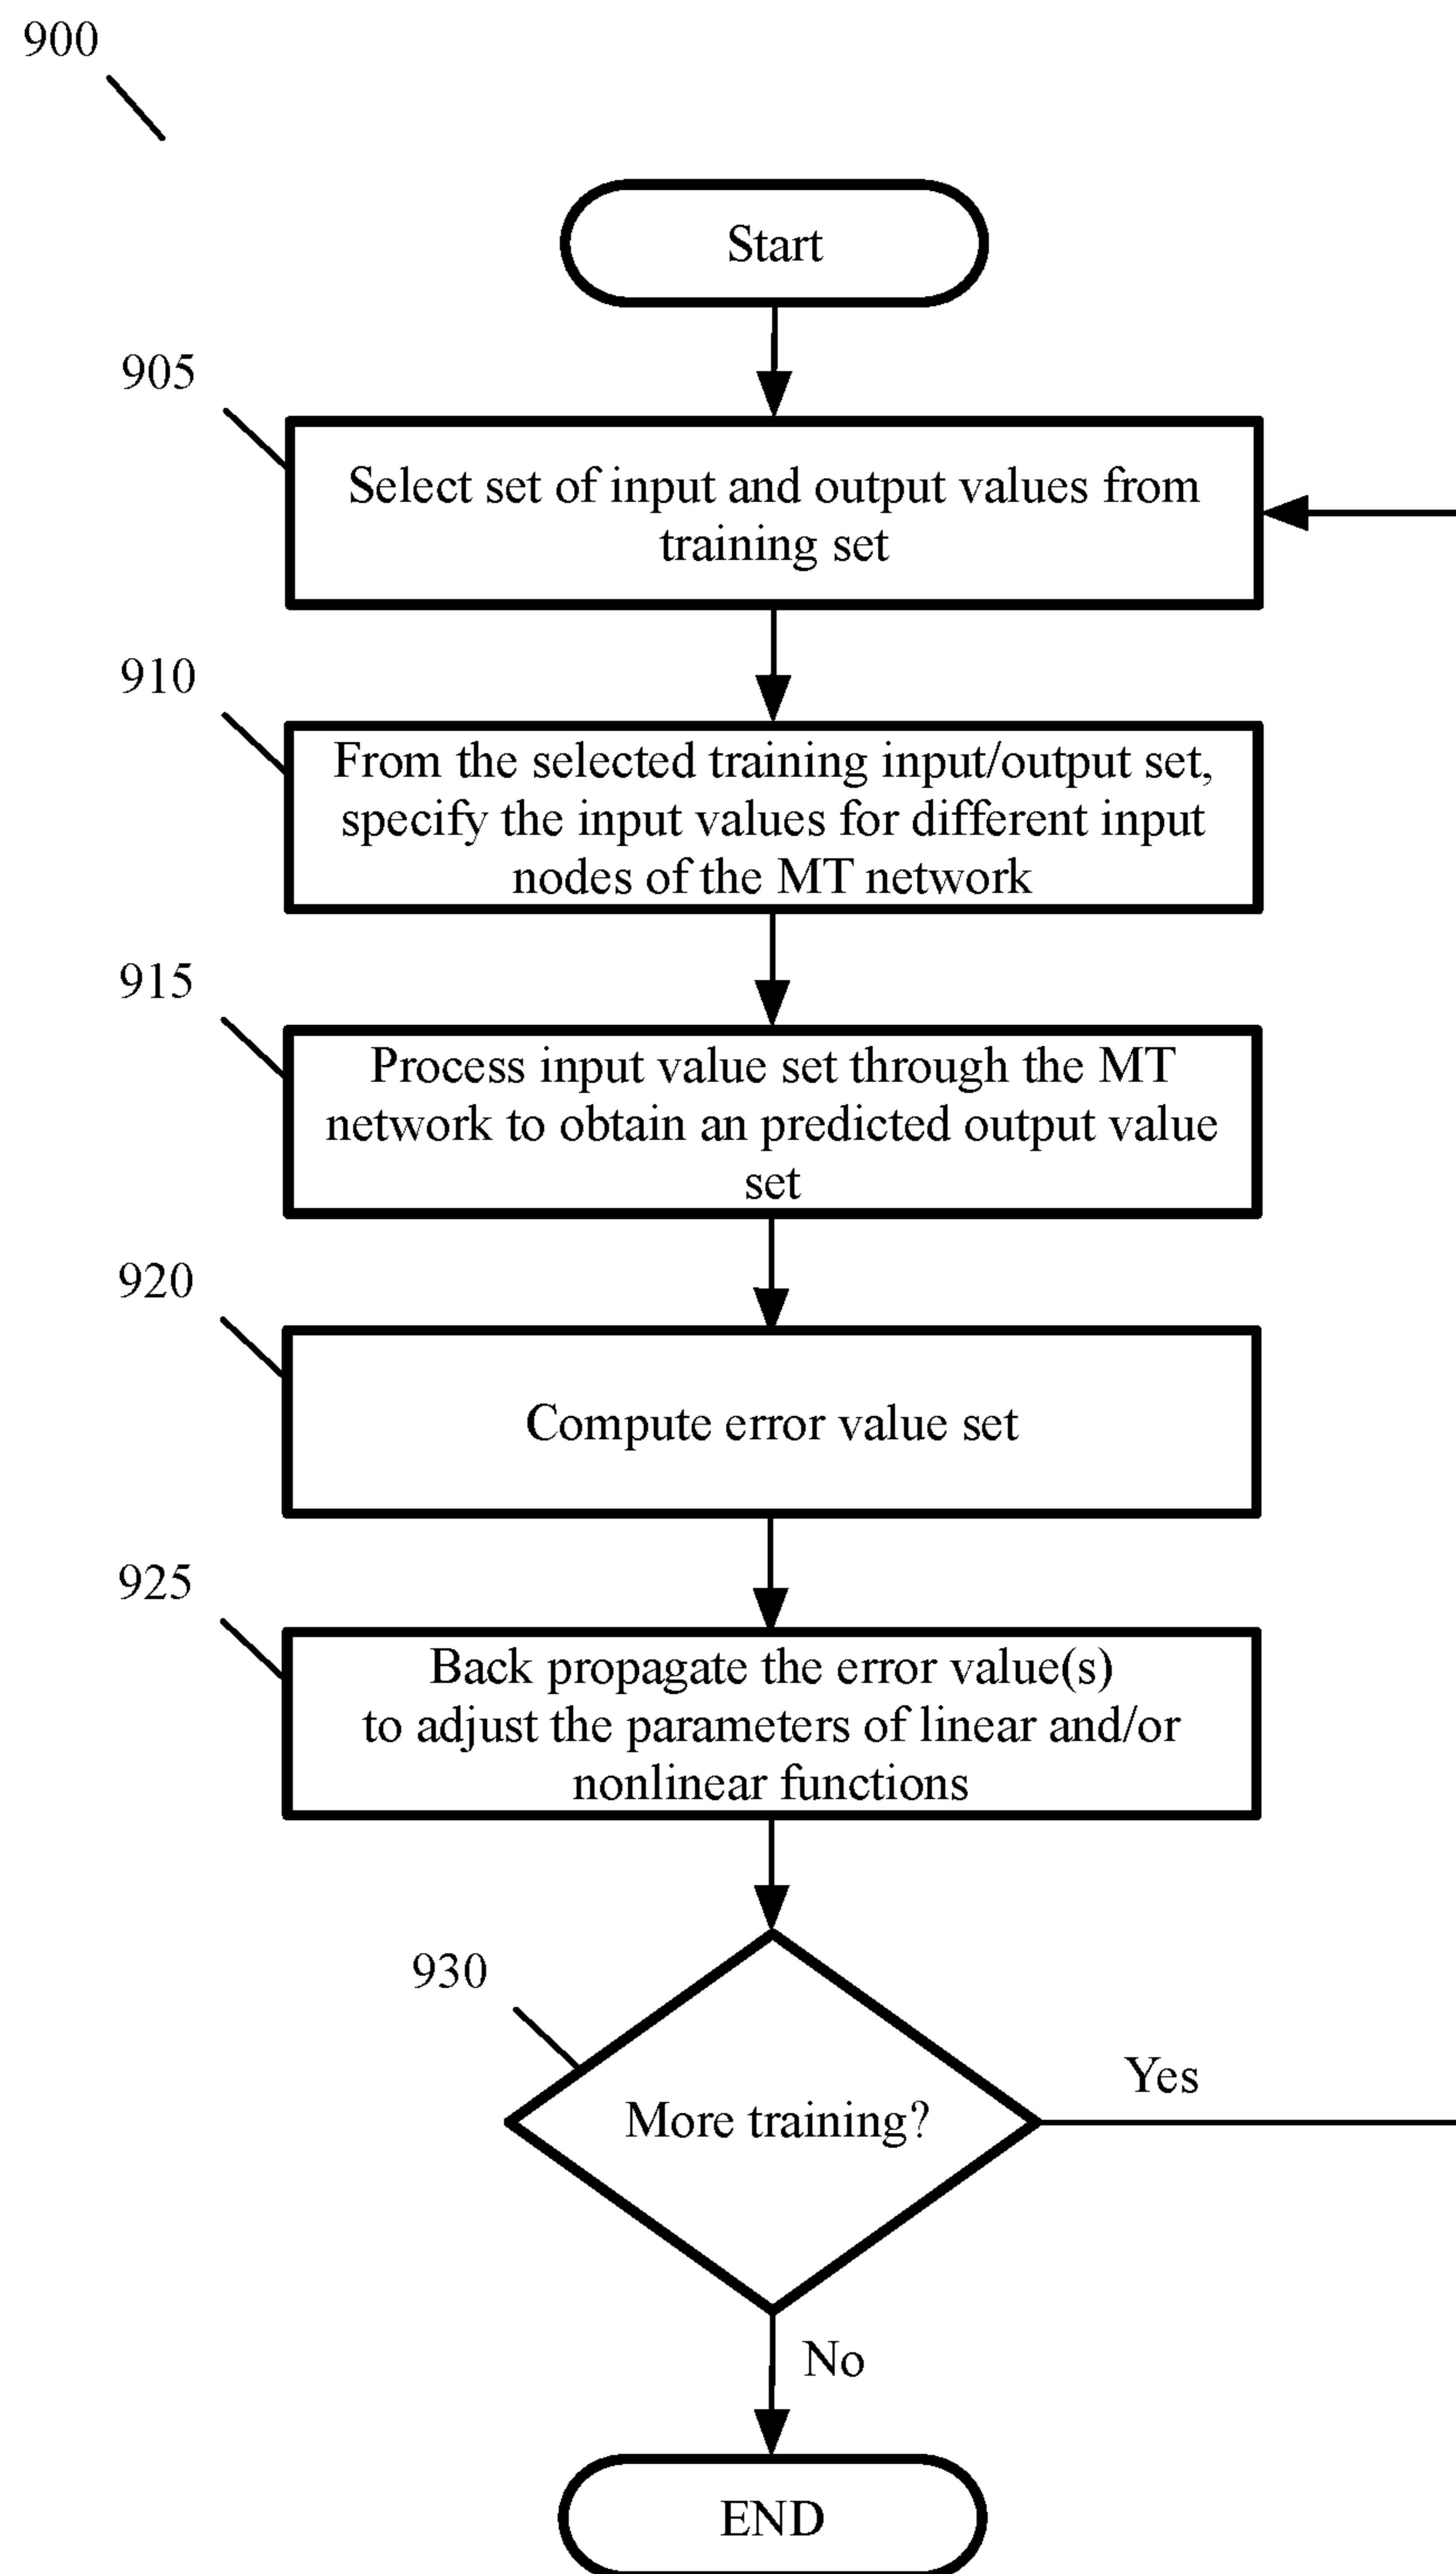 900
Start
905
Select set of input and output values from
training set
910
From the selected training input/output set,
specify the input values for different input
nodes of the MT network
915
Process input value set through the MT
network to obtain an predicted output value
set
920
Compute error value set
925
Back propagate the error value(s)
to adjust the parameters of linear and/or
nonlinear functions
930
More training?
Yes
No
END